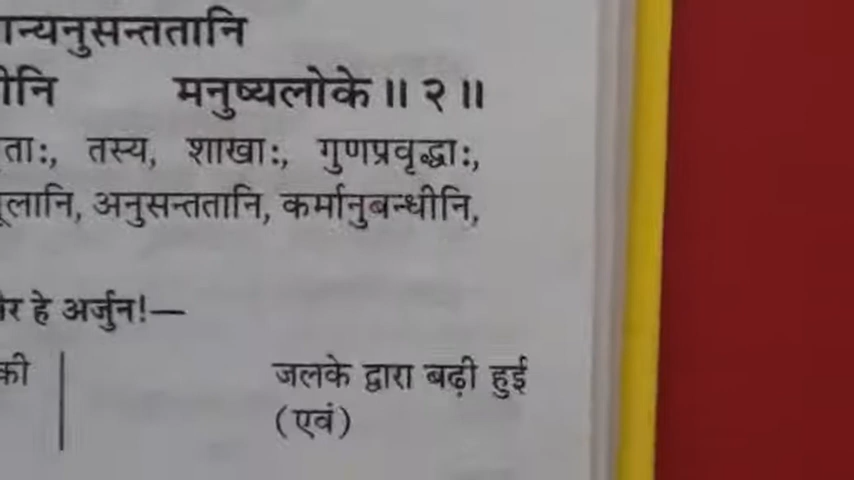 न्यनुसन्ततानि
मनुष्यलोके ॥ २ ॥
तस्य, शाखाः, गुणप्रवृद्धाः,
अनुसन्ततानि, कर्मानुबन्धीनि,
हे अर्जुन!—
की जलके द्वारा बढ़ी हुई
(एवं)